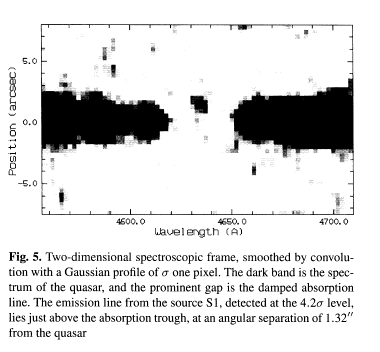 5.0
0.0
-5.0
Position (arcsec)
4600.0 4650.0 4700.0
Wavelength (A)
Fig. 5. Two-dimensional spectroscopic frame, smoothed by convolu-
tion with a Gaussian profile of σ one pixel. The dark band is the spec-
trum of the quasar, and the prominent gap is the damped absorption
line. The emission line from the source S1, detected at the 4.2σ level,
lies just above the absorption trough, at an angular separation of 1.32″
from the quasar